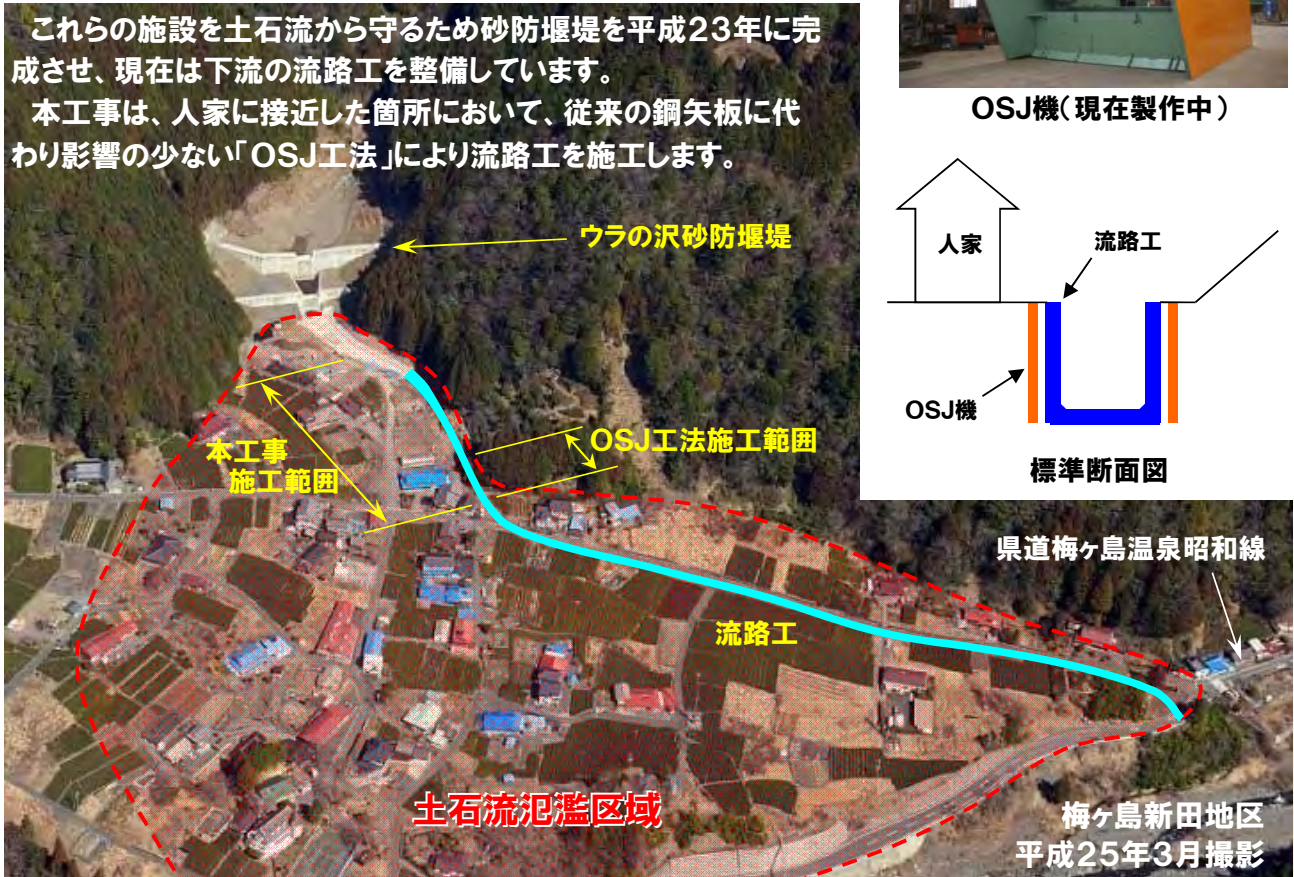 これらの施設を土石流から守るため砂防堰堤を平成23年に完
成させ、現在は下流の流路工を整備しています。
本工事は、人家に接近した箇所において、従来の鋼矢板に代
わり影響の少ない「OSJ工法」により流路工を施工します。
OSJ機(現在製作中)
人家
流路工
OSJ機
標準断面図
ウラの沢砂防堰堤
本工事
施工範囲
OSJ工法施工範囲
県道梅ヶ島温泉昭和線
流路工
土石流氾濫区域
梅ヶ島新田地区
平成25年3月撮影